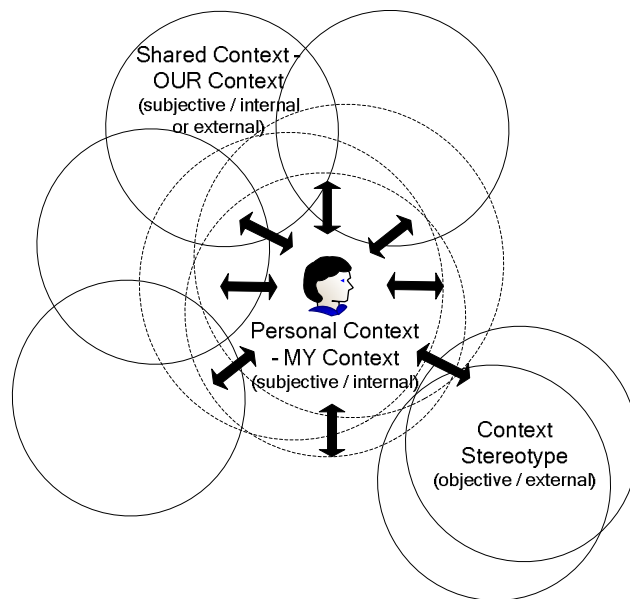 Shared Context -
OUR Context
(subjective / internal
or external)
Personal Context
- MY Context
(subjective / internal)
Context
Stereotype
(objective / external)